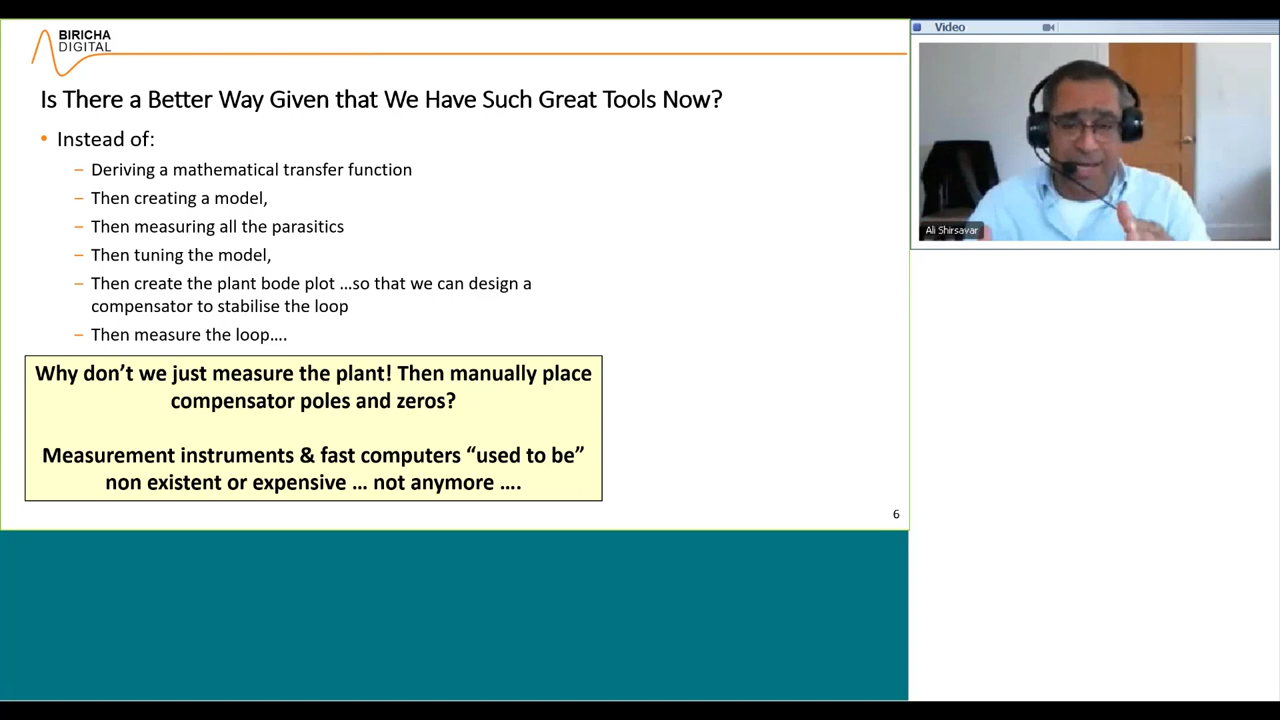 BIRICHA
DIGITAL
Is There a Better Way Given that We Have Such Great Tools Now?
• Instead of:
– Deriving a mathematical transfer function
– Then creating a model,
– Then measuring all the parasitics
– Then tuning the model,
– Then create the plant bode plot …so that we can design a
compensator to stabilise the loop
– Then measure the loop….
Why don’t we just measure the plant! Then manually place
compensator poles and zeros?
Measurement instruments & fast computers “used to be”
non existent or expensive … not anymore ….
6
Video
Ali Shirsavar